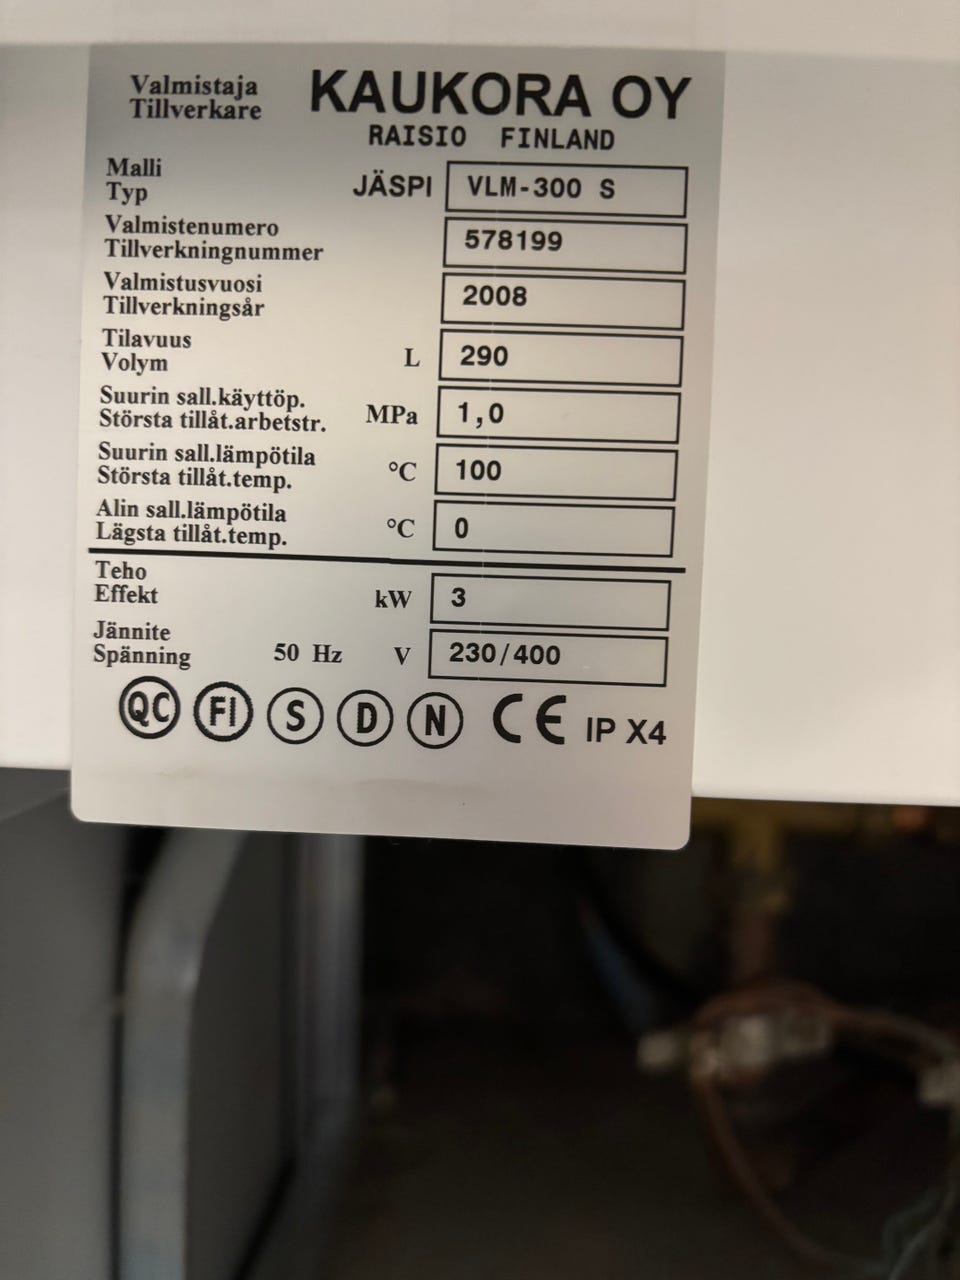 Valmistaja
Tillverkare
KAUKORA OY
RAISIO FINLAND
Malli
Typ
JÄSPI VLM-300 S
Valmistenumero
Tillverkningnummer
578199
Valmistusvuosi
Tillverkningsår
2008
Tilavuus
Volym
L 290
Suurin sall.käyttöp.
Största tillåt.arbetstr.
MPa 1,0
Suurin sall.lämpötila
Största tillåt.temp.
°C 100
Alin sall.lämpötila
Lägsta tillåt.temp.
°C 0
Teho
Effekt
kW 3
Jännite
Spänning
50 Hz V 230/400
QC FI S D N CE IP X4